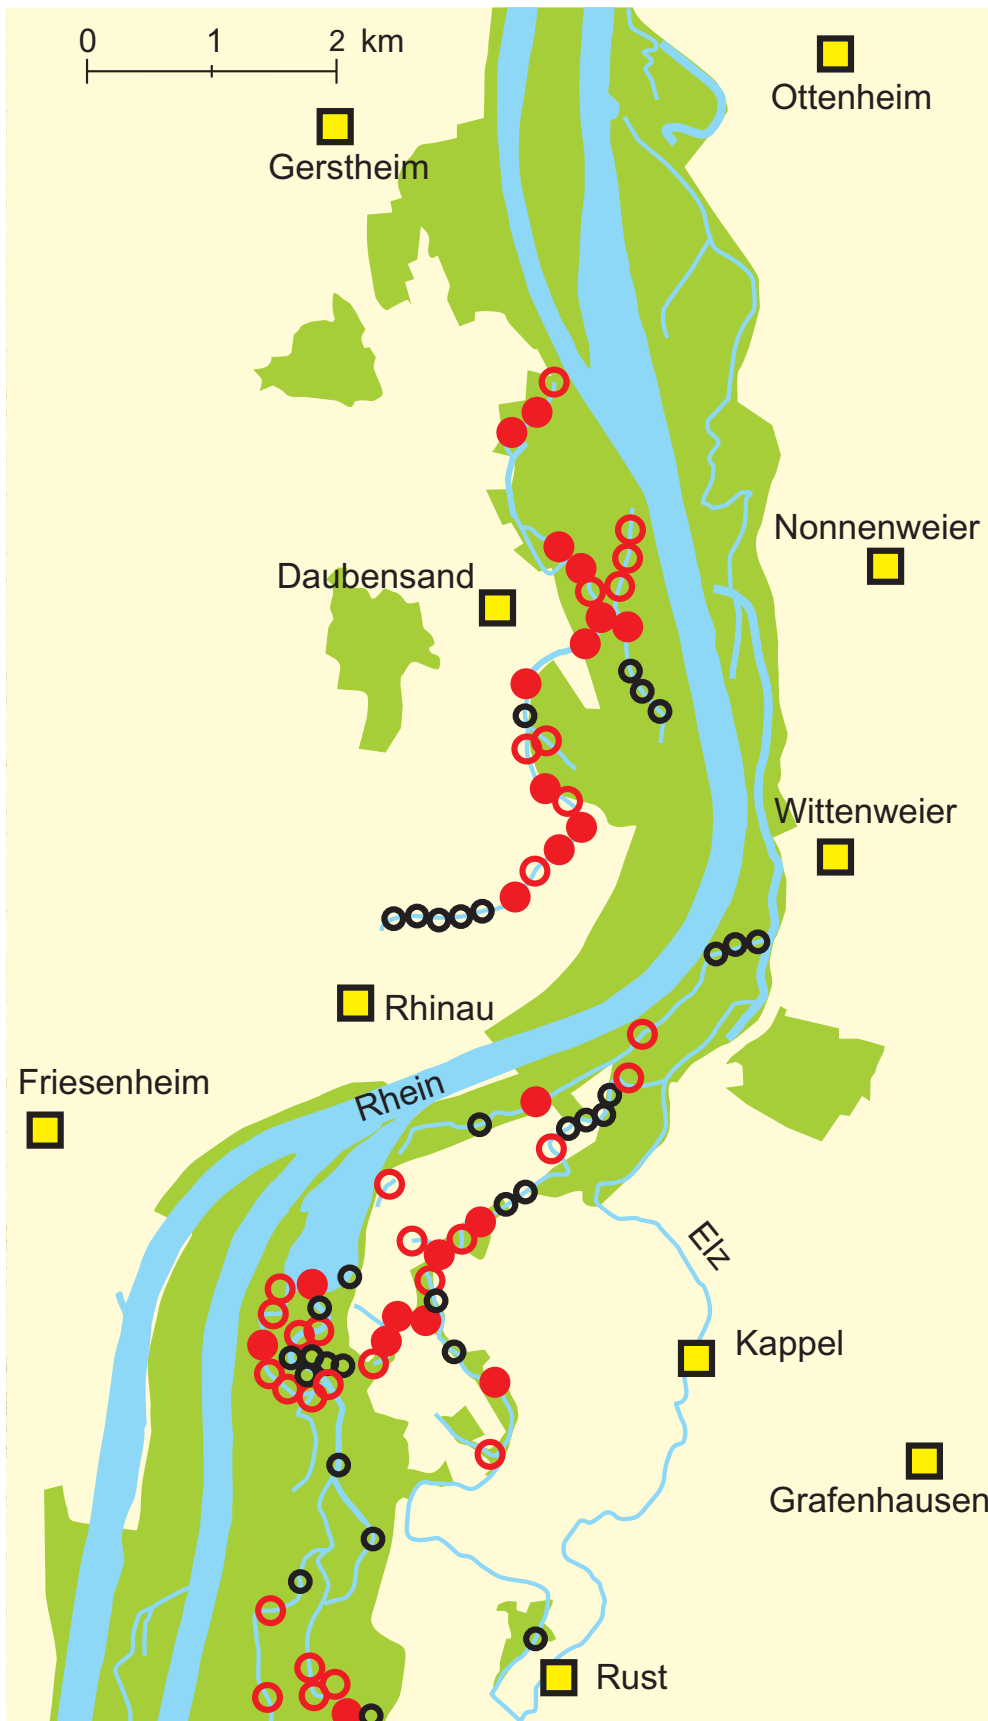 0 1 2 km
Ottenheim
Gerstheim
Nonnenweier
Daubensand
Wittenweier
Rhinau
Friesenheim
Rhein
Elz
Kappel
Grafenhausen
Rust